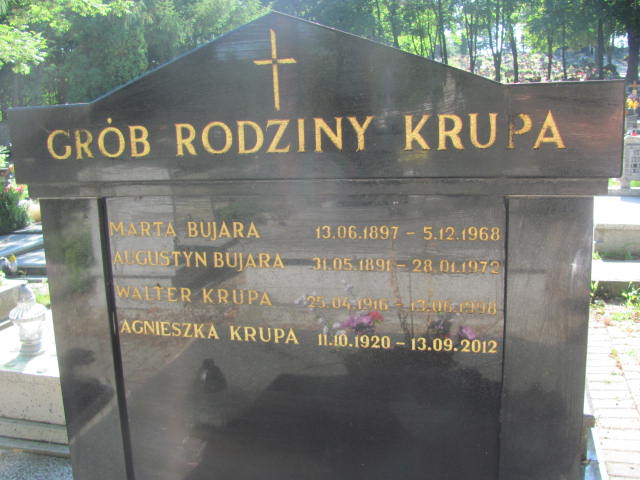 GRÓB RODZINY KRUPA
MARTA BUJARA 13.06.1897 - 5.12.1968
AUGUSTYN BUJARA 31.05.1891 - 28.01.1972
WALTER KRUPA 25.04.1916 - 13.06.1998
AGNIESZKA KRUPA 11.10.1920 - 13.09.2012